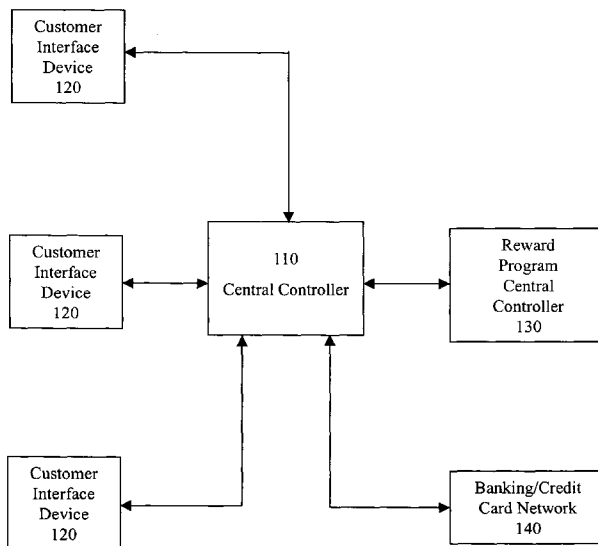 Customer
Interface
Device
120
110
Central Controller
Customer
Interface
Device
120
Reward
Program
Central
Controller
130
Customer
Interface
Device
120
Banking/Credit
Card Network
140